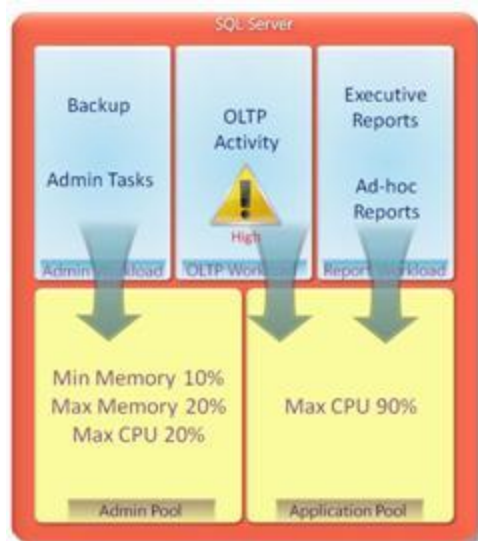 SQL Server
Backup
Admin Tasks
Admin Workload
OLTP
Activity
High
OLTP Workload
Executive
Reports
Ad-hoc
Reports
Report Workload
Min Memory 10%
Max Memory 20%
Max CPU 20%
Admin Pool
Max CPU 90%
Application Pool